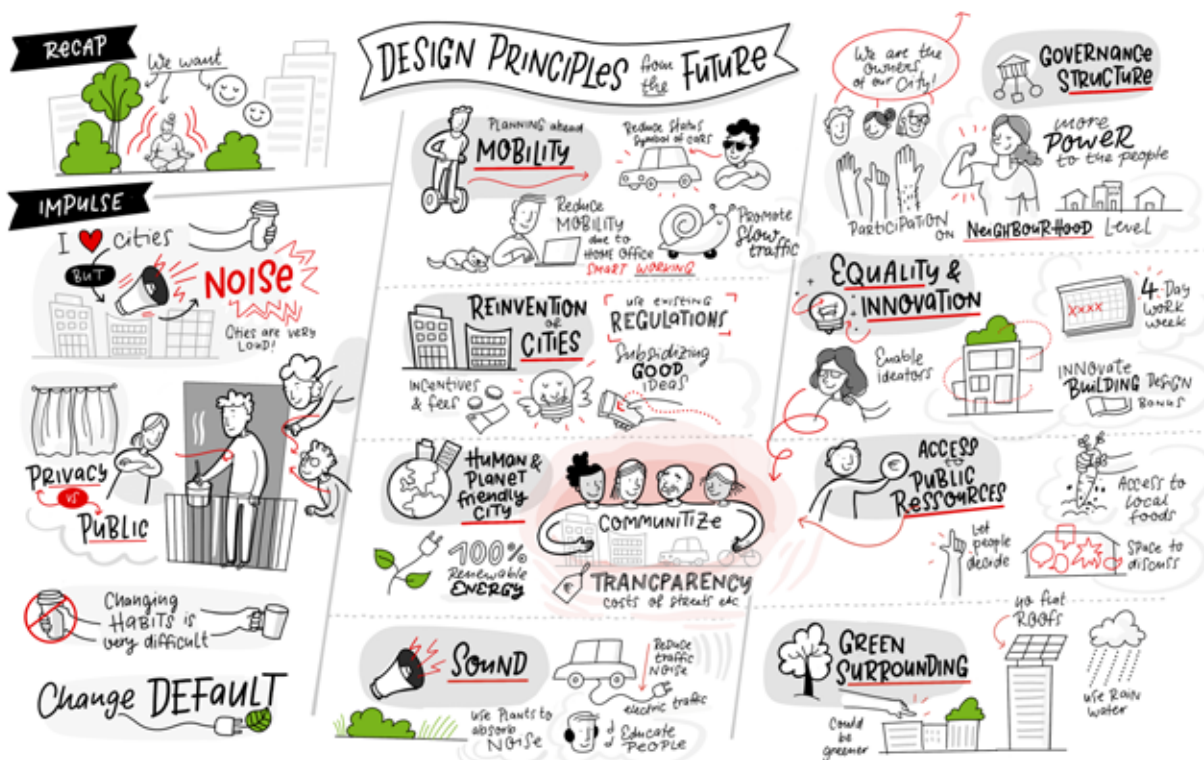 RECAP
We want
IMPULSE
I cities
BUT
NOISE
Cities are very
LOUD!
PRIVACY
VS
PUBLIC
Changing
HABITS is
very difficult
Change DEFAULT
DESIGN PRINCIPLES from the FUTURE
PLANNING ahead
MOBILITY
Reduce Status
Symbol of CARS
Reduce
MOBILITY
due to
HOME OFFICE
SMART WORKING
Promote
Slow
traffic
REINVENTION
OF
CITIES
USE EXISTING
REGULATIONS
Subsidizing
GOOD
ideas
INCENTIVES
& fees
HUMAN &
PLANET
friendly
CITY
COMMUNITIZE
100%
Renewable
ENERGY
€
TRANCPARENCY
COSTS OF STREETS etc
SOUND
Reduce
traffic
NOISE
electric traffic
USE PLANTS to
absorb
NOISE
Educate
PEOPLE
We are the
owners
of our City!
GOVERNANCE
STRUCTURE
more
POWER
to the people
PARTICIPATION
ON NEIGHBOURHOOD Level
EQUALITY &
INNOVATION
XXXX
4 Day
work
week
Enable
ideators
INNOVATE
BUILDING DESIGN
BONUS
€
ACCESS
to
PUBLIC
RESSOURCES
ACCESS to
LOCAL
foods
Let
people
decide
SPACE to
discuss
GREEN
SURROUNDING
Could
be
greener
no flat
ROOFS
USE RAIN
WATER